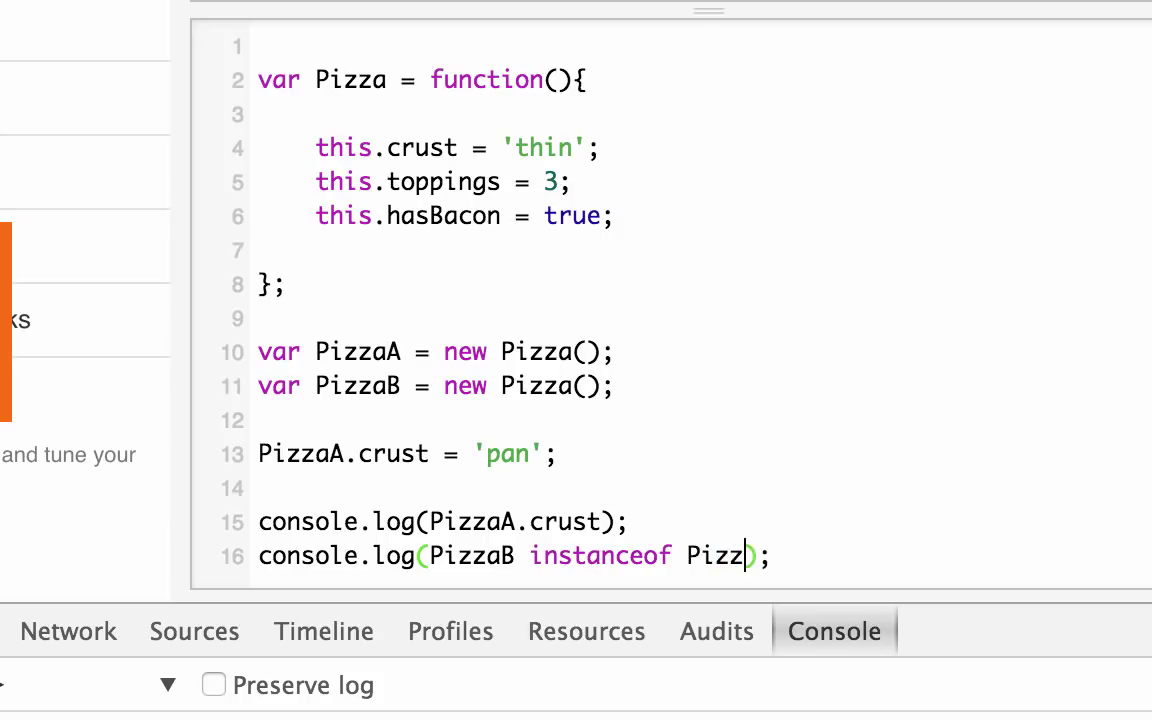 1
2 var Pizza = function(){
3
4 this.crust = 'thin';
5 this.toppings = 3;
6 this.hasBacon = true;
7
8 };
9
10 var PizzaA = new Pizza();
11 var PizzaB = new Pizza();
12
13 PizzaA.crust = 'pan';
14
15 console.log(PizzaA.crust);
16 console.log(PizzaB instanceof Pizz);
ks
and tune your
Network Sources Timeline Profiles Resources Audits Console
Preserve log